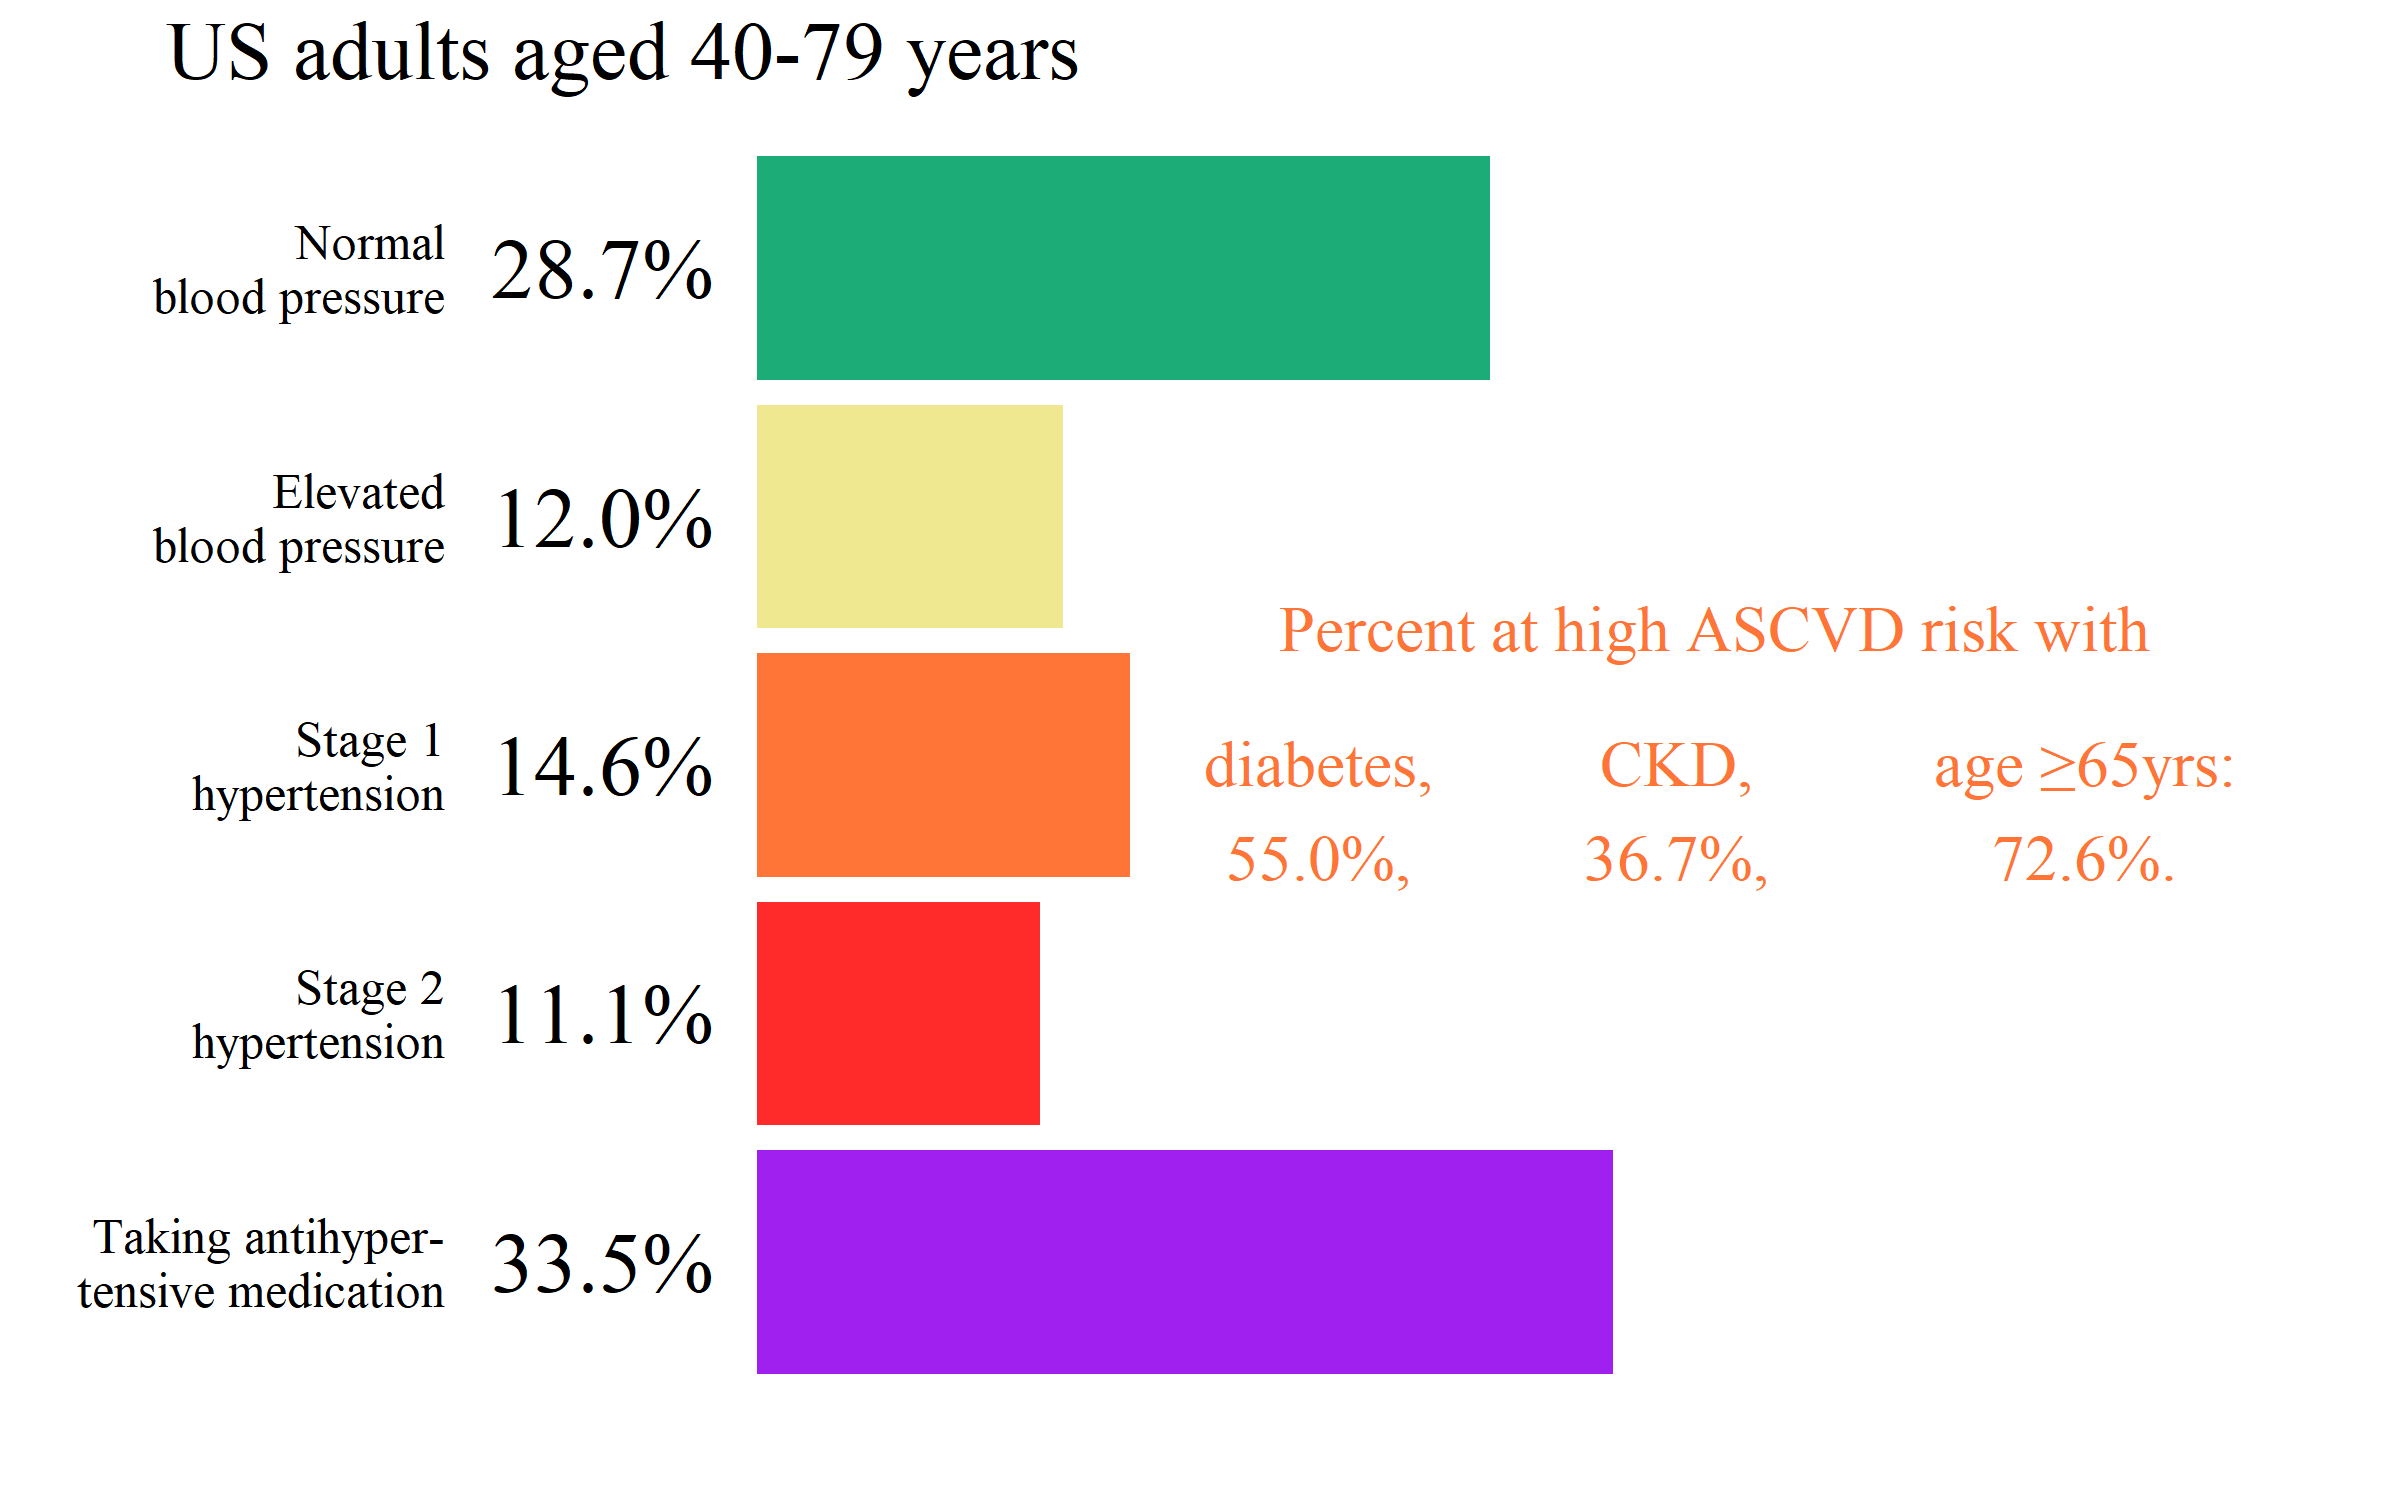 US adults aged 40-79 years
Normal
blood pressure
28.7%
Elevated
blood pressure
12.0%
Percent at high ASCVD risk with
Stage 1
hypertension
14.6%
diabetes,
CKD,
age ≥65yrs:
55.0%,
36.7%,
72.6%.
Stage 2
hypertension
11.1%
Taking antihyper-
tensive medication
33.5%